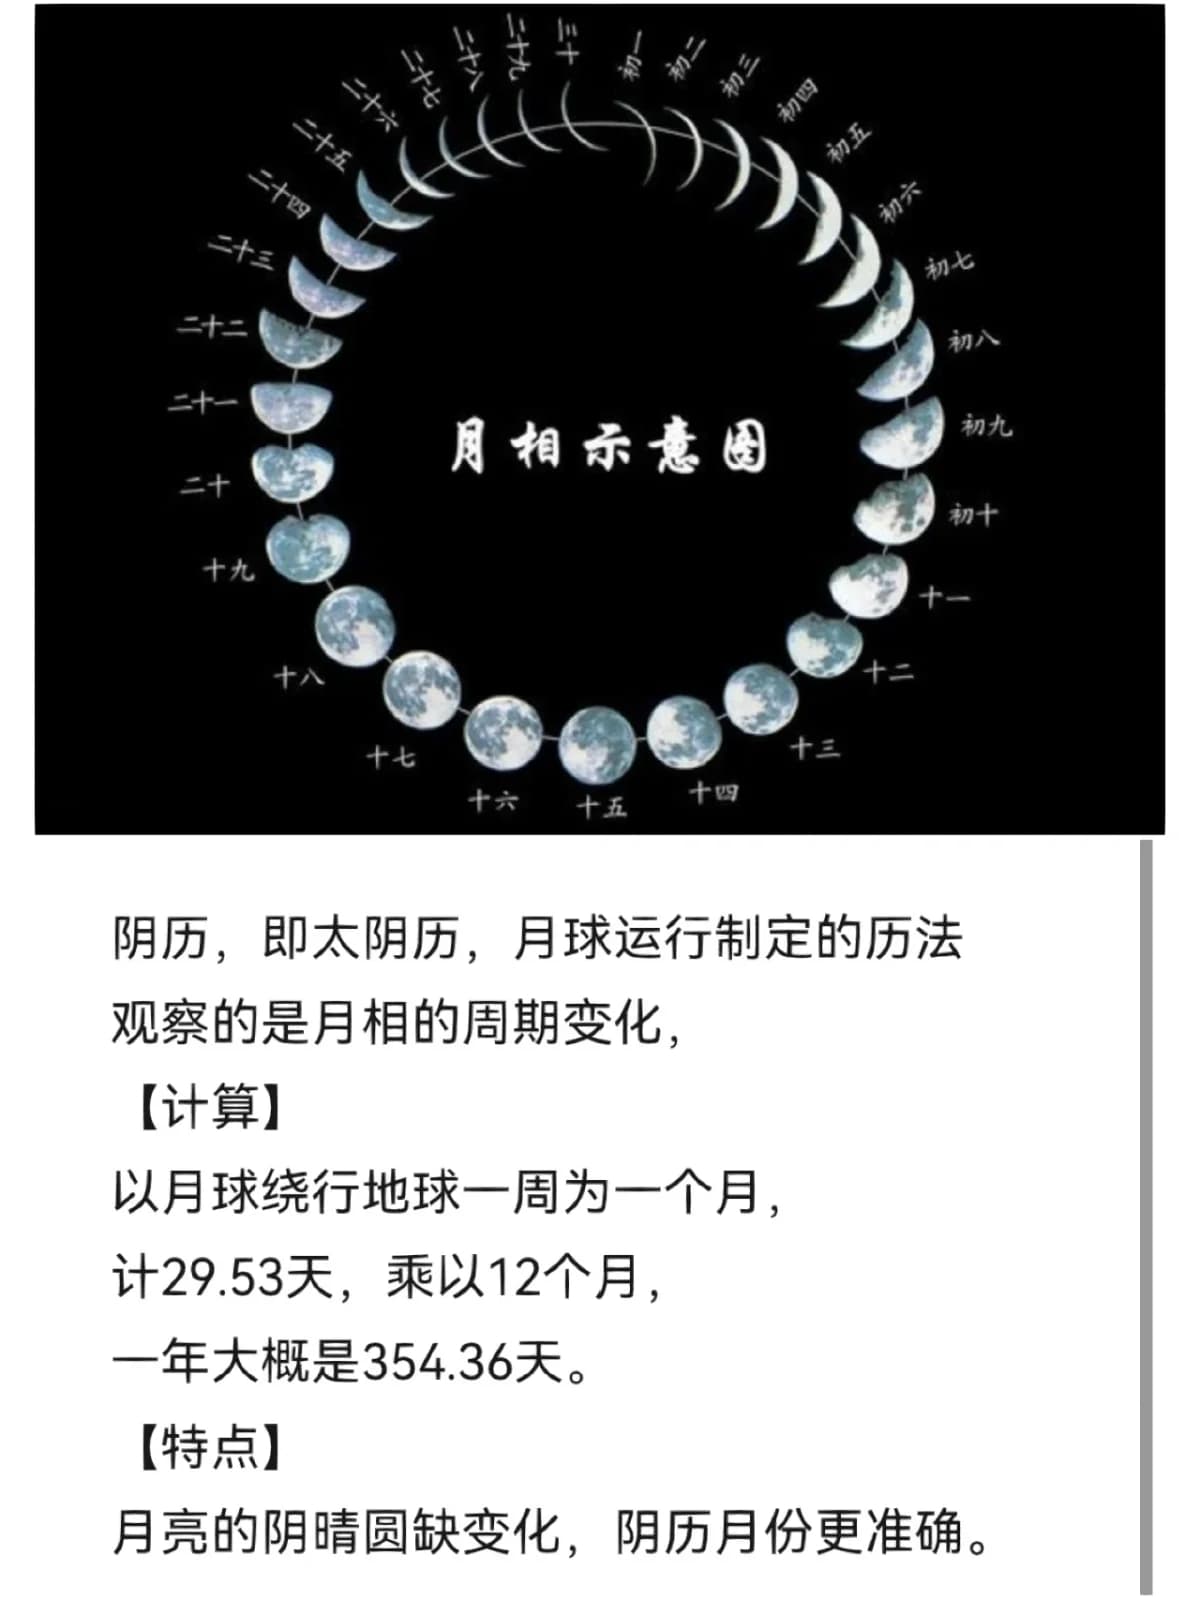 初一
初二
初三
初四
初五
初六
初七
初八
初九
初十
十一
十二
十三
十四
十五
十六
十七
十八
十九
二十
二十一
二十二
二十三
二十四
二十五
二十六
二十七
二十八
二十九
三十
月相示意图
阴历，即太阴历，月球运行制定的历法
观察的是月相的周期变化，
【计算】
以月球绕行地球一周为一个月，
计29.53天，乘以12个月，
一年大概是354.36天。
【特点】
月亮的阴晴圆缺变化，阴历月份更准确。